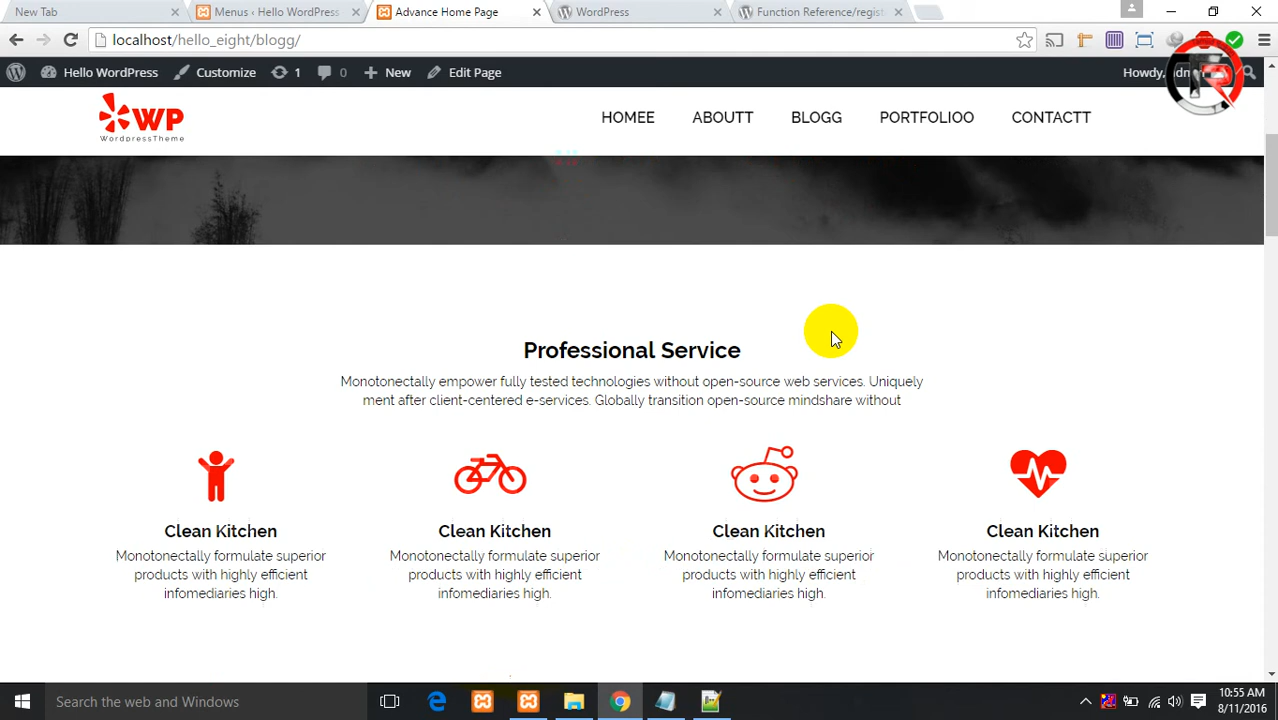 New Tab
Menus ‹ Hello WordPress
Advance Home Page
WordPress
Function Reference/regist
localhost/hello_eight/blogg/
Hello WordPress
Customize
1
0
New
Edit Page
Howdy,
WP
WordpressTheme
HOMEE
ABOUTT
BLOGG
PORTFOLIOO
CONTACTT
Professional Service
Monotonectally empower fully tested technologies without open-source web services. Uniquely
ment after client-centered e-services. Globally transition open-source mindshare without
Clean Kitchen
Monotonectally formulate superior
products with highly efficient
infomediaries high.
Clean Kitchen
Monotonectally formulate superior
products with highly efficient
infomediaries high.
Clean Kitchen
Monotonectally formulate superior
products with highly efficient
infomediaries high.
Clean Kitchen
Monotonectally formulate superior
products with highly efficient
infomediaries high.
Search the web and Windows
10:55 AM
8/11/2016